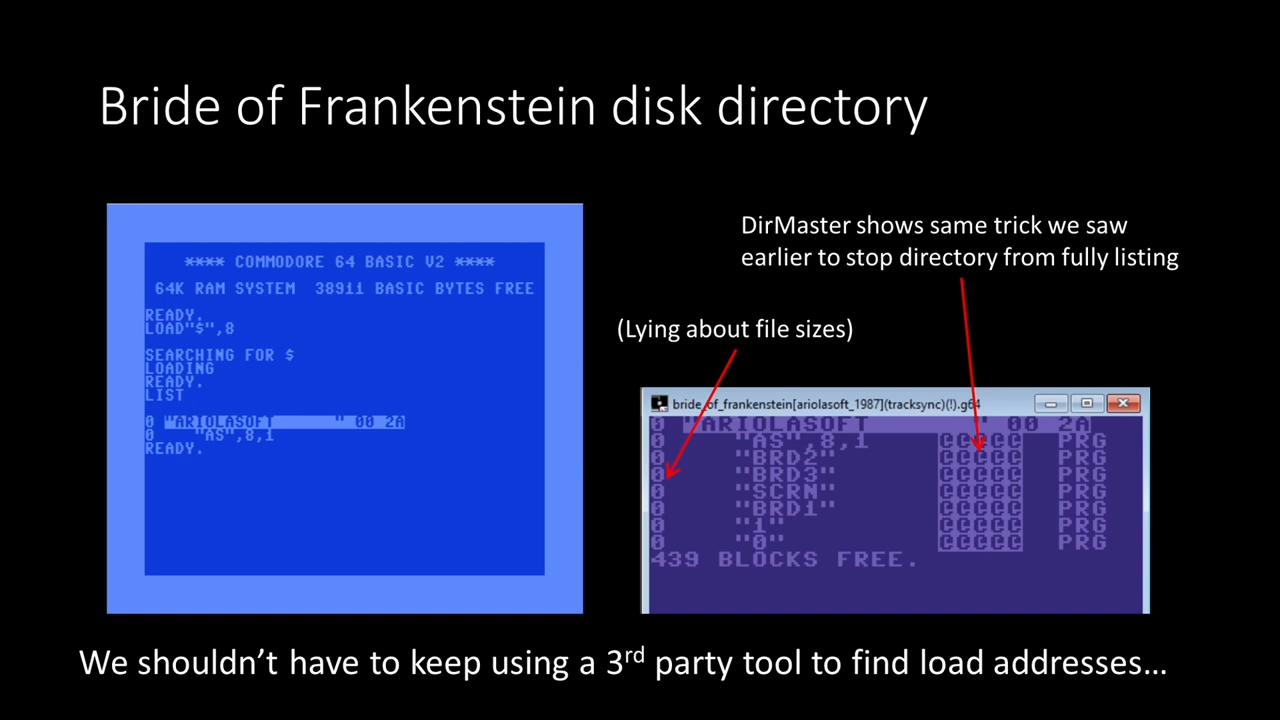 Bride of Frankenstein disk directory
**** COMMODORE 64 BASIC V2 ****
64K RAM SYSTEM  38911 BASIC BYTES FREE
READY.
LOAD"$",8
SEARCHING FOR $
LOADING
READY.
LIST
0 "ARIOLASOFT      " 00 2A
0    "AS",8,1
READY.
DirMaster shows same trick we saw
earlier to stop directory from fully listing
(Lying about file sizes)
bride_of_frankenstein[ariolasoft_1987](tracksync)(!).g64
0 "ARIOLASOFT      " 00 2A
0    "AS",8,1    @@@@@  PRG
0    "BRD2"    @@@@@  PRG
0    "BRD3"    @@@@@  PRG
0    "SCRN"    @@@@@  PRG
0    "BRD1"    @@@@@  PRG
0    "1"    @@@@@  PRG
0    "0"    @@@@@  PRG
439 BLOCKS FREE.
We shouldn’t have to keep using a 3rd party tool to find load addresses…